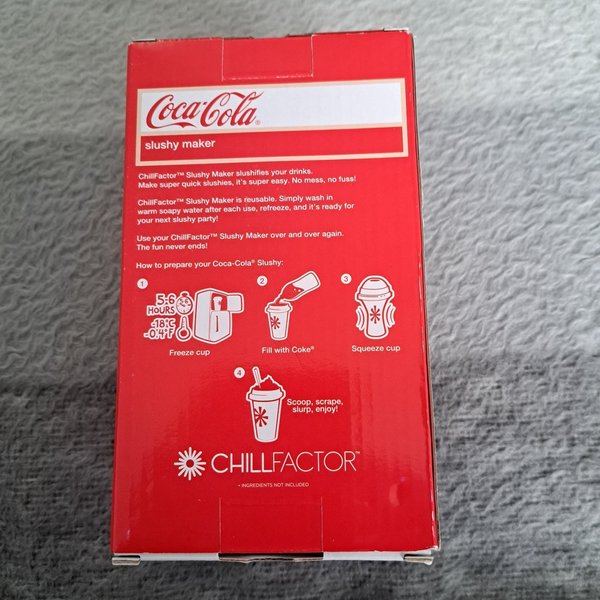 Coca-Cola®
slushy maker
ChillFactor™ Slushy Maker slushifies your drinks.
Make super quick slushies, it's super easy. No mess, no fuss!
ChillFactor™ Slushy Maker is reusable. Simply wash in
warm soapy water after each use, refreeze, and it's ready for
your next slushy party!
Use your ChillFactor™ Slushy Maker over and over again.
The fun never ends!
How to prepare your Coca-Cola® Slushy:
1
5-6
HOURS
-18°C
-0.4°F
Freeze cup
2
Fill with Coke®
3
Squeeze cup
4
Scoop, scrape,
slurp, enjoy!
CHILLFACTOR™
• INGREDIENTS NOT INCLUDED